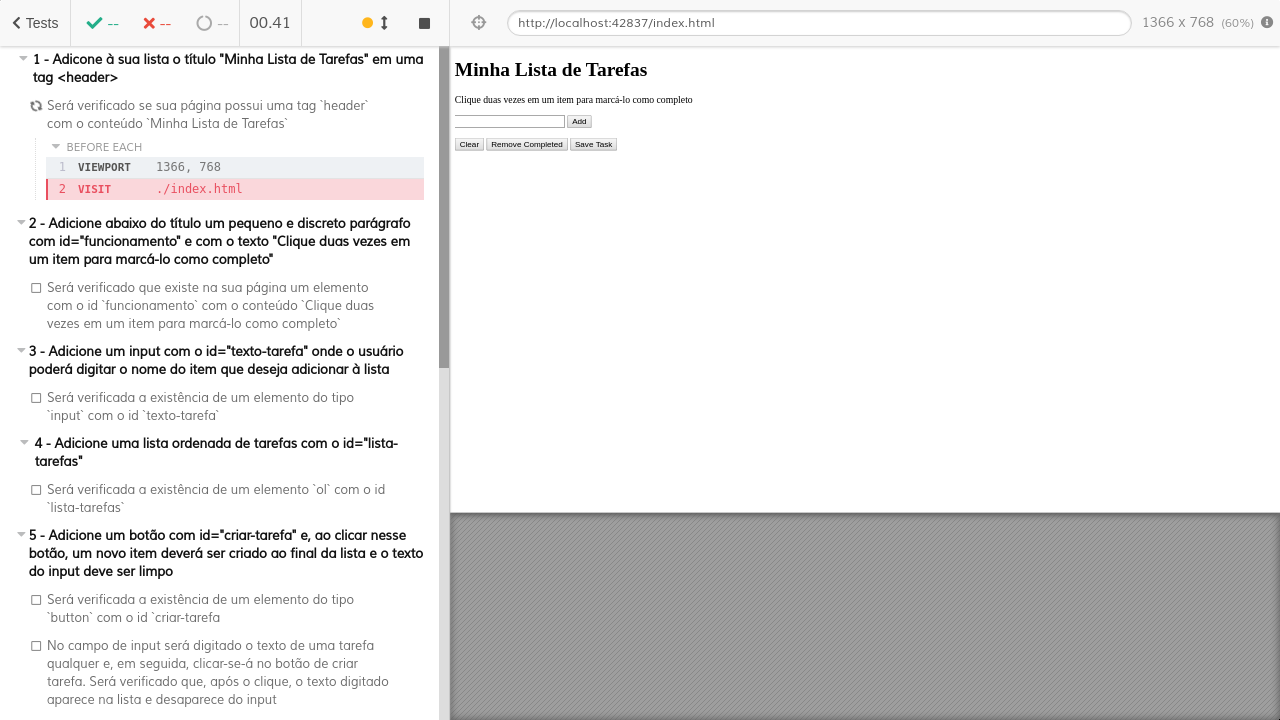 Tests
--
--
--
00.41
http://localhost:42837/index.html
1366 x 768 (60%)
1 - Adicone à sua lista o título "Minha Lista de Tarefas" em uma
tag <header>
Será verificado se sua página possui uma tag `header`
com o conteúdo `Minha Lista de Tarefas`
BEFORE EACH
1 VIEWPORT 1366, 768
2 VISIT ./index.html
2 - Adicione abaixo do título um pequeno e discreto parágrafo
com id="funcionamento" e com o texto "Clique duas vezes em
um item para marcá-lo como completo"
Será verificado que existe na sua página um elemento
com o id `funcionamento` com o conteúdo `Clique duas
vezes em um item para marcá-lo como completo`
3 - Adicione um input com o id="texto-tarefa" onde o usuário
poderá digitar o nome do item que deseja adicionar à lista
Será verificada a existência de um elemento do tipo
`input` com o id `texto-tarefa`
4 - Adicione uma lista ordenada de tarefas com o id="lista-
tarefas"
Será verificada a existência de um elemento `ol` com o id
`lista-tarefas`
5 - Adicione um botão com id="criar-tarefa" e, ao clicar nesse
botão, um novo item deverá ser criado ao final da lista e o texto
do input deve ser limpo
Será verificada a existência de um elemento do tipo
`button` com o id `criar-tarefa
No campo de input será digitado o texto de uma tarefa
qualquer e, em seguida, clicar-se-á no botão de criar
tarefa. Será verificado que, após o clique, o texto digitado
aparece na lista e desaparece do input
Minha Lista de Tarefas
Clique duas vezes em um item para marcá-lo como completo
Add
Clear Remove Completed Save Task